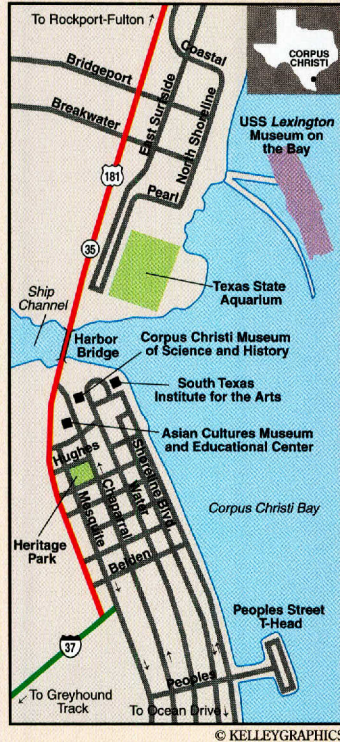 To Rockport-Fulton ↑
CORPUS
CHRISTI
Coastal
Bridgeport
Breakwater
East Surfside
North Shoreline
USS Lexington
Museum on
the Bay
181
Pearl
35
Texas State
Aquarium
Ship
Channel
Harbor
Bridge
Corpus Christi Museum
of Science and History
South Texas
Institute for the Arts
Asian Cultures Museum
and Educational Center
Hughes
Mesquite
Chaparral
Water
Shoreline Blvd.
Corpus Christi Bay
Heritage
Park
Belden
37
Peoples Street
T-Head
Peoples
To Greyhound
Track
To Ocean Drive
© KELLEYGRAPHICS